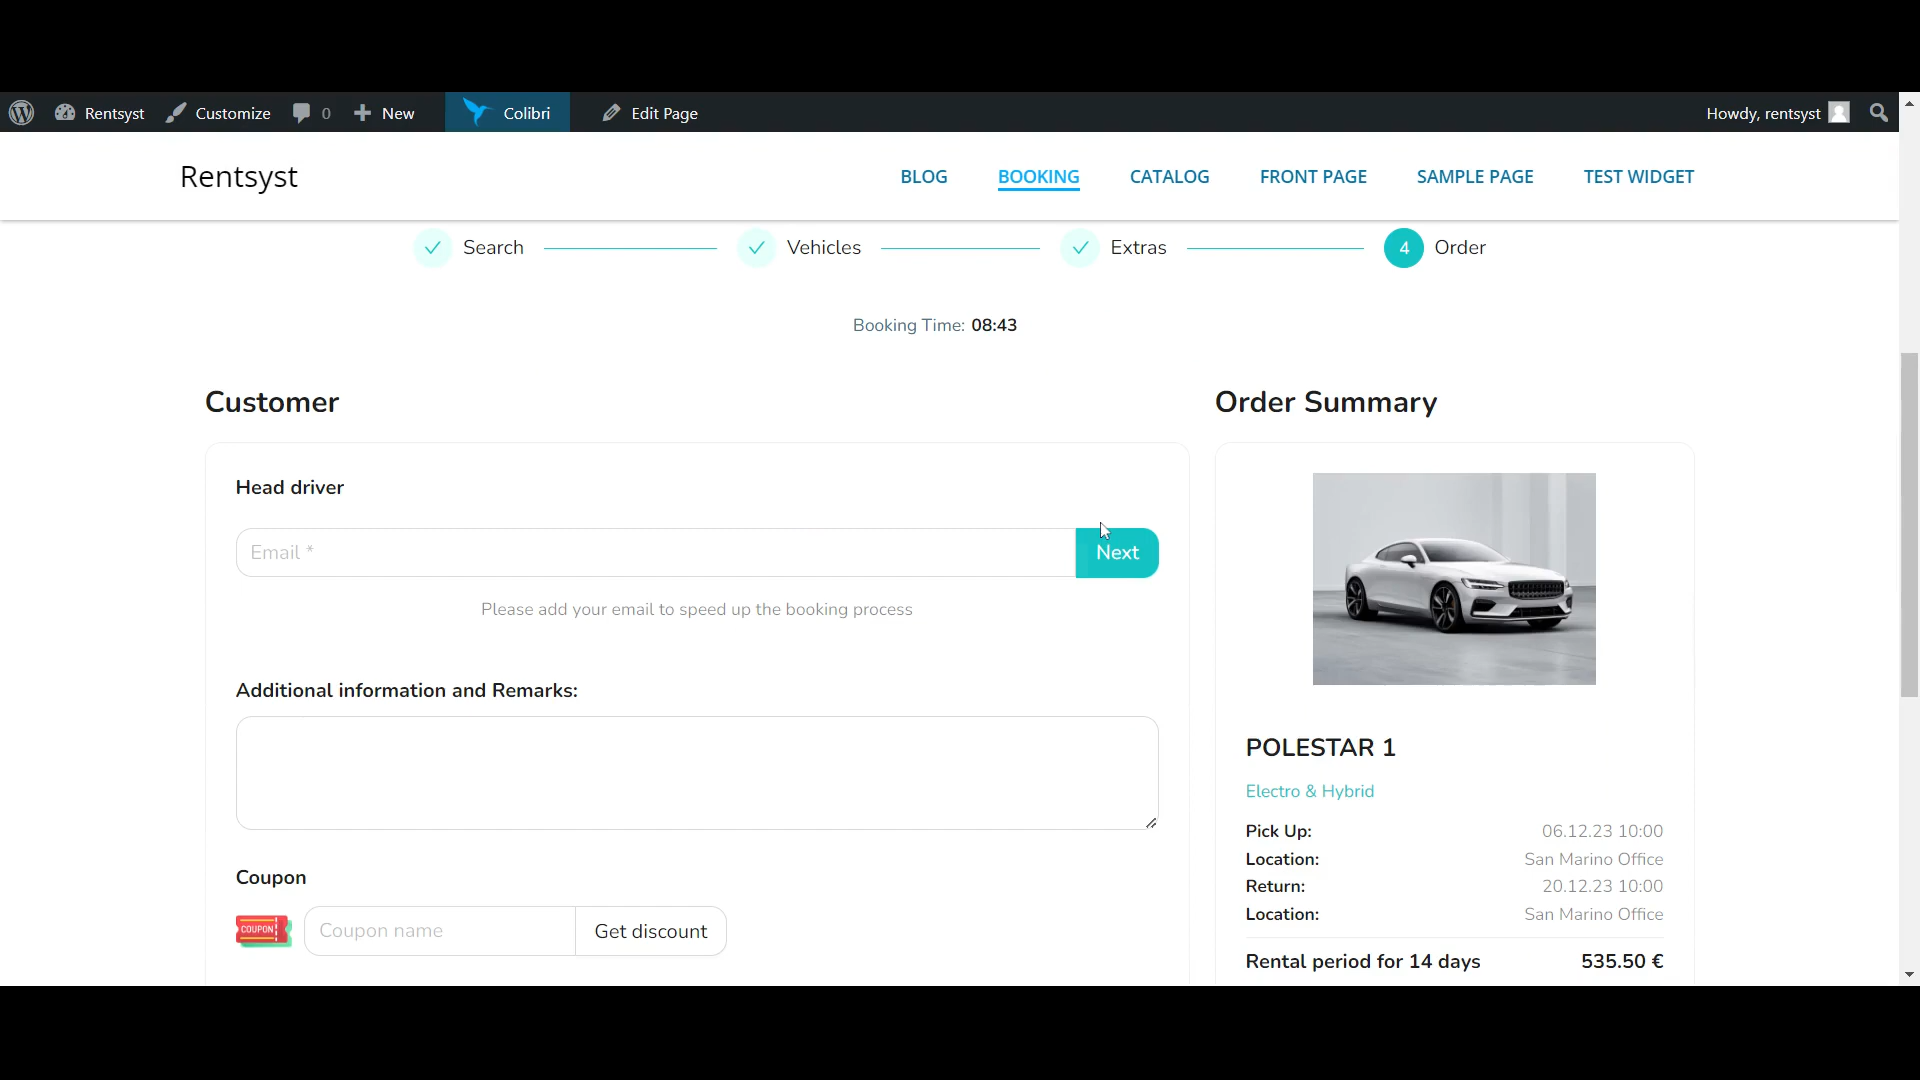 Rentsyst Customize 0 New Colibri Edit Page Howdy, rentsyst
Rentsyst BLOG BOOKING CATALOG FRONT PAGE SAMPLE PAGE TEST WIDGET
Search Vehicles Extras 4 Order
Booking Time: 08:43
Customer
Head driver
Email *
Next
Please add your email to speed up the booking process
Additional information and Remarks:
Coupon
COUPON
Coupon name
Get discount
Order Summary
POLESTAR 1
Electro & Hybrid
Pick Up: 06.12.23 10:00
Location: San Marino Office
Return: 20.12.23 10:00
Location: San Marino Office
Rental period for 14 days 535.50 €